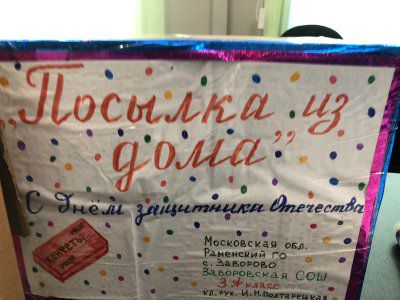 „Посылка из
дома”
С Днём защитника Отечества
КОНФЕТЫ
Московская обл.
Раменский ГО
с. Заворово
Заворовская СОШ
3 А класс
кл. рук. И.Н. Полтарецкая